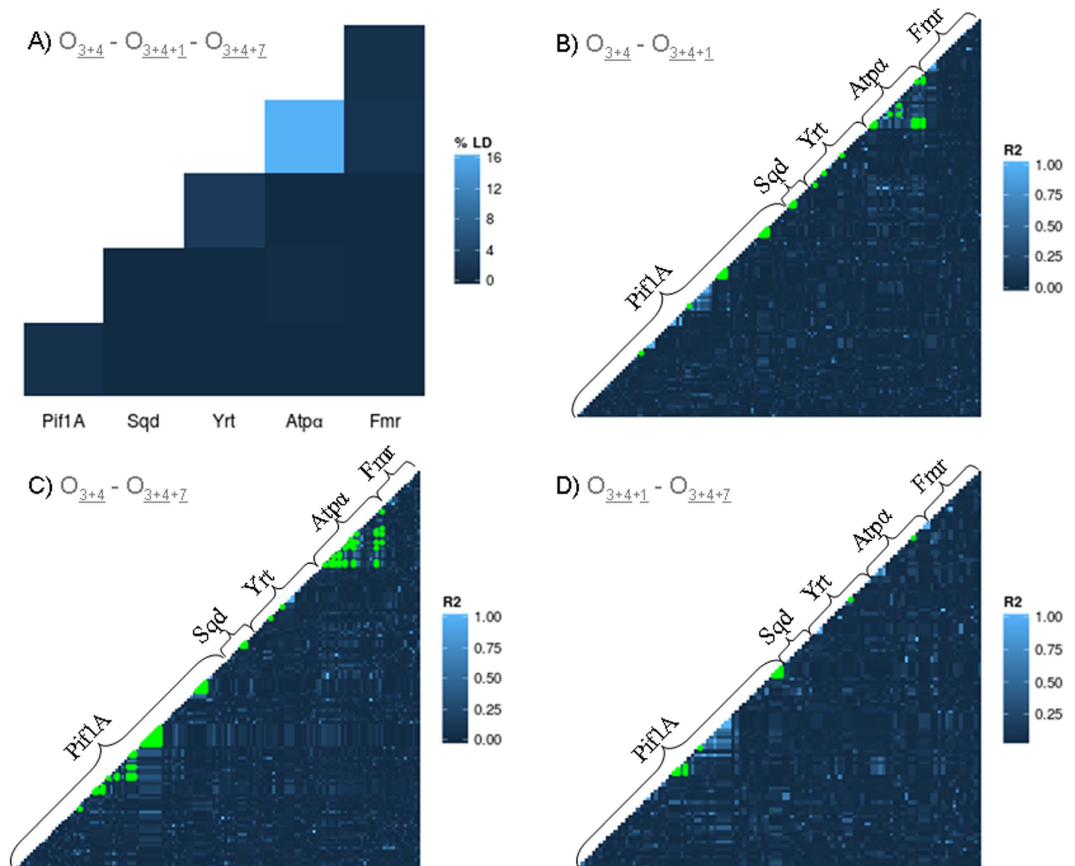 A) O3+4 - O3+4+1 - O3+4+7
% LD
16
12
8
4
0
Pif1A Sqd Yrt Atpα Fmr
B) O3+4 - O3+4+1
Pif1A
Sqd
Yrt
Atpα
Fmr
R2
1.00
0.75
0.50
0.25
0.00
C) O3+4 - O3+4+7
Pif1A
Sqd
Yrt
Atpα
Fmr
R2
1.00
0.75
0.50
0.25
0.00
D) O3+4+1 - O3+4+7
Pif1A
Sqd
Yrt
Atpα
Fmr
R2
1.00
0.75
0.50
0.25